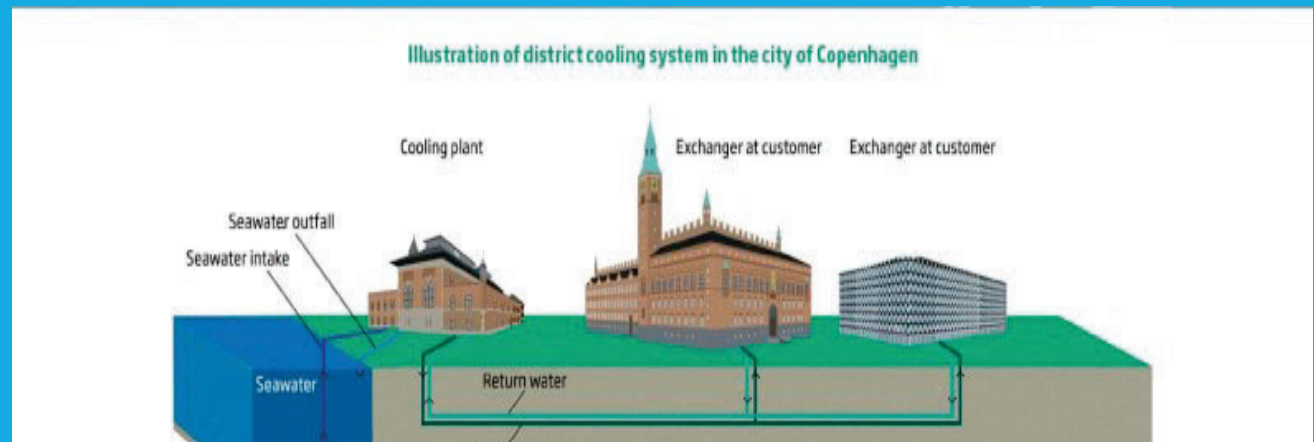 Illustration of district cooling system in the city of Copenhagen
Cooling plant
Exchanger at customer
Exchanger at customer
Seawater outfall
Seawater intake
Seawater
Return water